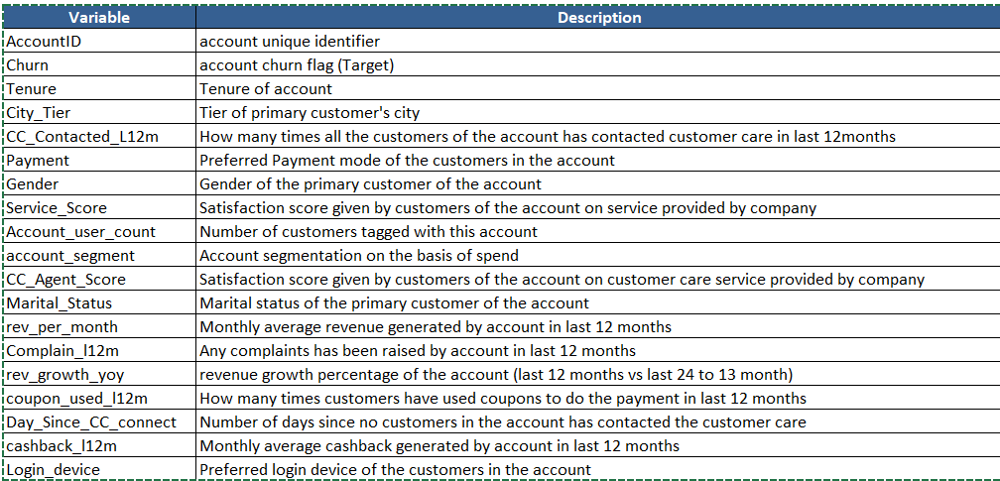 Variable Description
AccountID account unique identifier
Churn account churn flag (Target)
Tenure Tenure of account
City_Tier Tier of primary customer's city
CC_Contacted_L12m How many times all the customers of the account has contacted customer care in last 12months
Payment Preferred Payment mode of the customers in the account
Gender Gender of the primary customer of the account
Service_Score Satisfaction score given by customers of the account on service provided by company
Account_user_count Number of customers tagged with this account
account_segment Account segmentation on the basis of spend
CC_Agent_Score Satisfaction score given by customers of the account on customer care service provided by company
Marital_Status Marital status of the primary customer of the account
rev_per_month Monthly average revenue generated by account in last 12 months
Complain_l12m Any complaints has been raised by account in last 12 months
rev_growth_yoy revenue growth percentage of the account (last 12 months vs last 24 to 13 month)
coupon_used_l12m How many times customers have used coupons to do the payment in last 12 months
Day_Since_CC_connect Number of days since no customers in the account has contacted the customer care
cashback_l12m Monthly average cashback generated by account in last 12 months
Login_device Preferred login device of the customers in the account